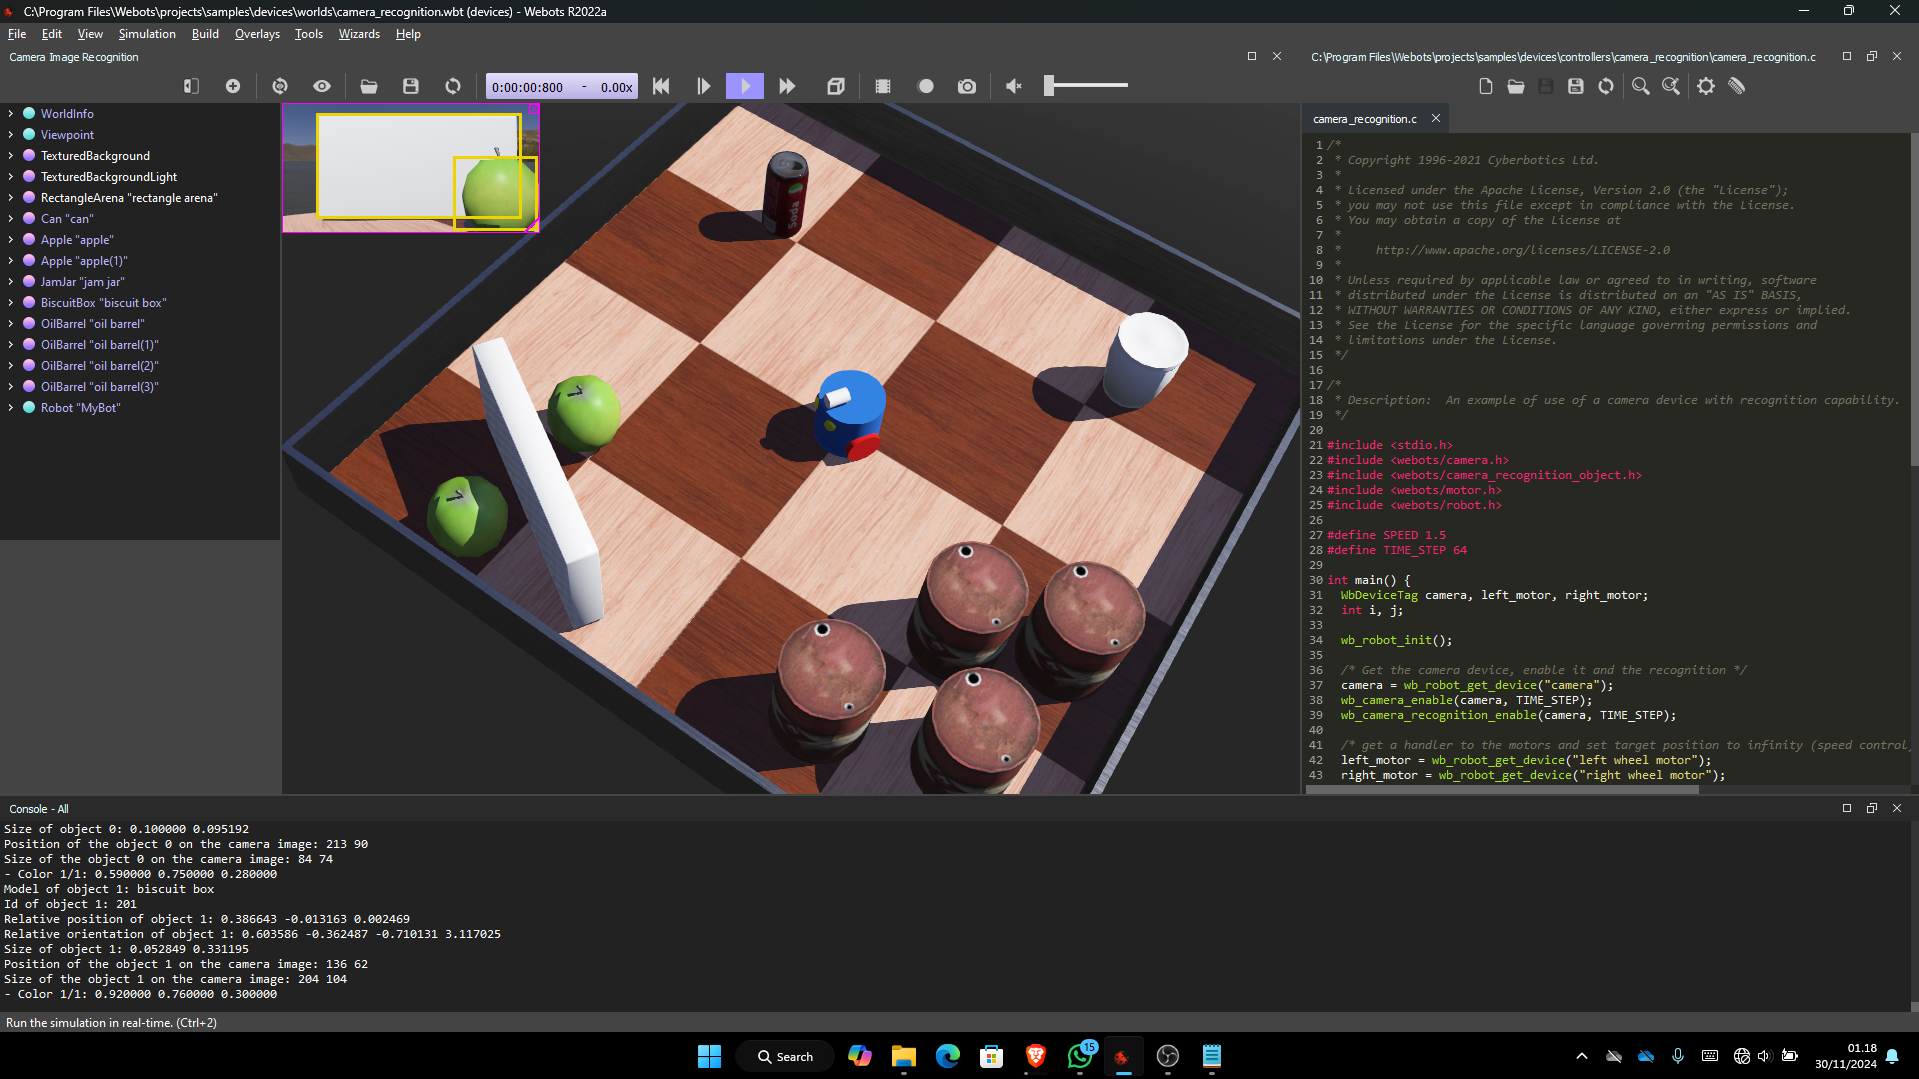 C:\Program Files\Webots\projects\samples\devices\worlds\camera_recognition.wbt (devices) - Webots R2022a
File Edit View Simulation Build Overlays Tools Wizards Help
Camera Image Recognition
0:00:00:800 - 0.00x
WorldInfo
Viewpoint
TexturedBackground
TexturedBackgroundLight
RectangleArena "rectangle arena"
Can "can"
Apple "apple"
Apple "apple(1)"
JamJar "jam jar"
BiscuitBox "biscuit box"
OilBarrel "oil barrel"
OilBarrel "oil barrel(1)"
OilBarrel "oil barrel(2)"
OilBarrel "oil barrel(3)"
Robot "MyBot"
Soda
C:\Program Files\Webots\projects\samples\devices\controllers\camera_recognition\camera_recognition.c
camera_recognition.c
1 /*
2 * Copyright 1996-2021 Cyberbotics Ltd.
3 *
4 * Licensed under the Apache License, Version 2.0 (the "License");
5 * you may not use this file except in compliance with the License.
6 * You may obtain a copy of the License at
7 *
8 * http://www.apache.org/licenses/LICENSE-2.0
9 *
10 * Unless required by applicable law or agreed to in writing, software
11 * distributed under the License is distributed on an "AS IS" BASIS,
12 * WITHOUT WARRANTIES OR CONDITIONS OF ANY KIND, either express or implied.
13 * See the License for the specific language governing permissions and
14 * limitations under the License.
15 */
16
17 /*
18 * Description: An example of use of a camera device with recognition capability.
19 */
20
21 #include <stdio.h>
22 #include <webots/camera.h>
23 #include <webots/camera_recognition_object.h>
24 #include <webots/motor.h>
25 #include <webots/robot.h>
26
27 #define SPEED 1.5
28 #define TIME_STEP 64
29
30 int main() {
31 WbDeviceTag camera, left_motor, right_motor;
32 int i, j;
33
34 wb_robot_init();
35
36 /* Get the camera device, enable it and the recognition */
37 camera = wb_robot_get_device("camera");
38 wb_camera_enable(camera, TIME_STEP);
39 wb_camera_recognition_enable(camera, TIME_STEP);
40
41 /* get a handler to the motors and set target position to infinity (speed control)
42 left_motor = wb_robot_get_device("left wheel motor");
43 right_motor = wb_robot_get_device("right wheel motor");
Console - All
Size of object 0: 0.100000 0.095192
Position of the object 0 on the camera image: 213 90
Size of the object 0 on the camera image: 84 74
- Color 1/1: 0.590000 0.750000 0.280000
Model of object 1: biscuit box
Id of object 1: 201
Relative position of object 1: 0.386643 -0.013163 0.002469
Relative orientation of object 1: 0.603586 -0.362487 -0.710131 3.117025
Size of object 1: 0.052849 0.331195
Position of the object 1 on the camera image: 136 62
Size of the object 1 on the camera image: 204 104
- Color 1/1: 0.920000 0.760000 0.300000
Run the simulation in real-time. (Ctrl+2)
Search
15
01.18
30/11/2024